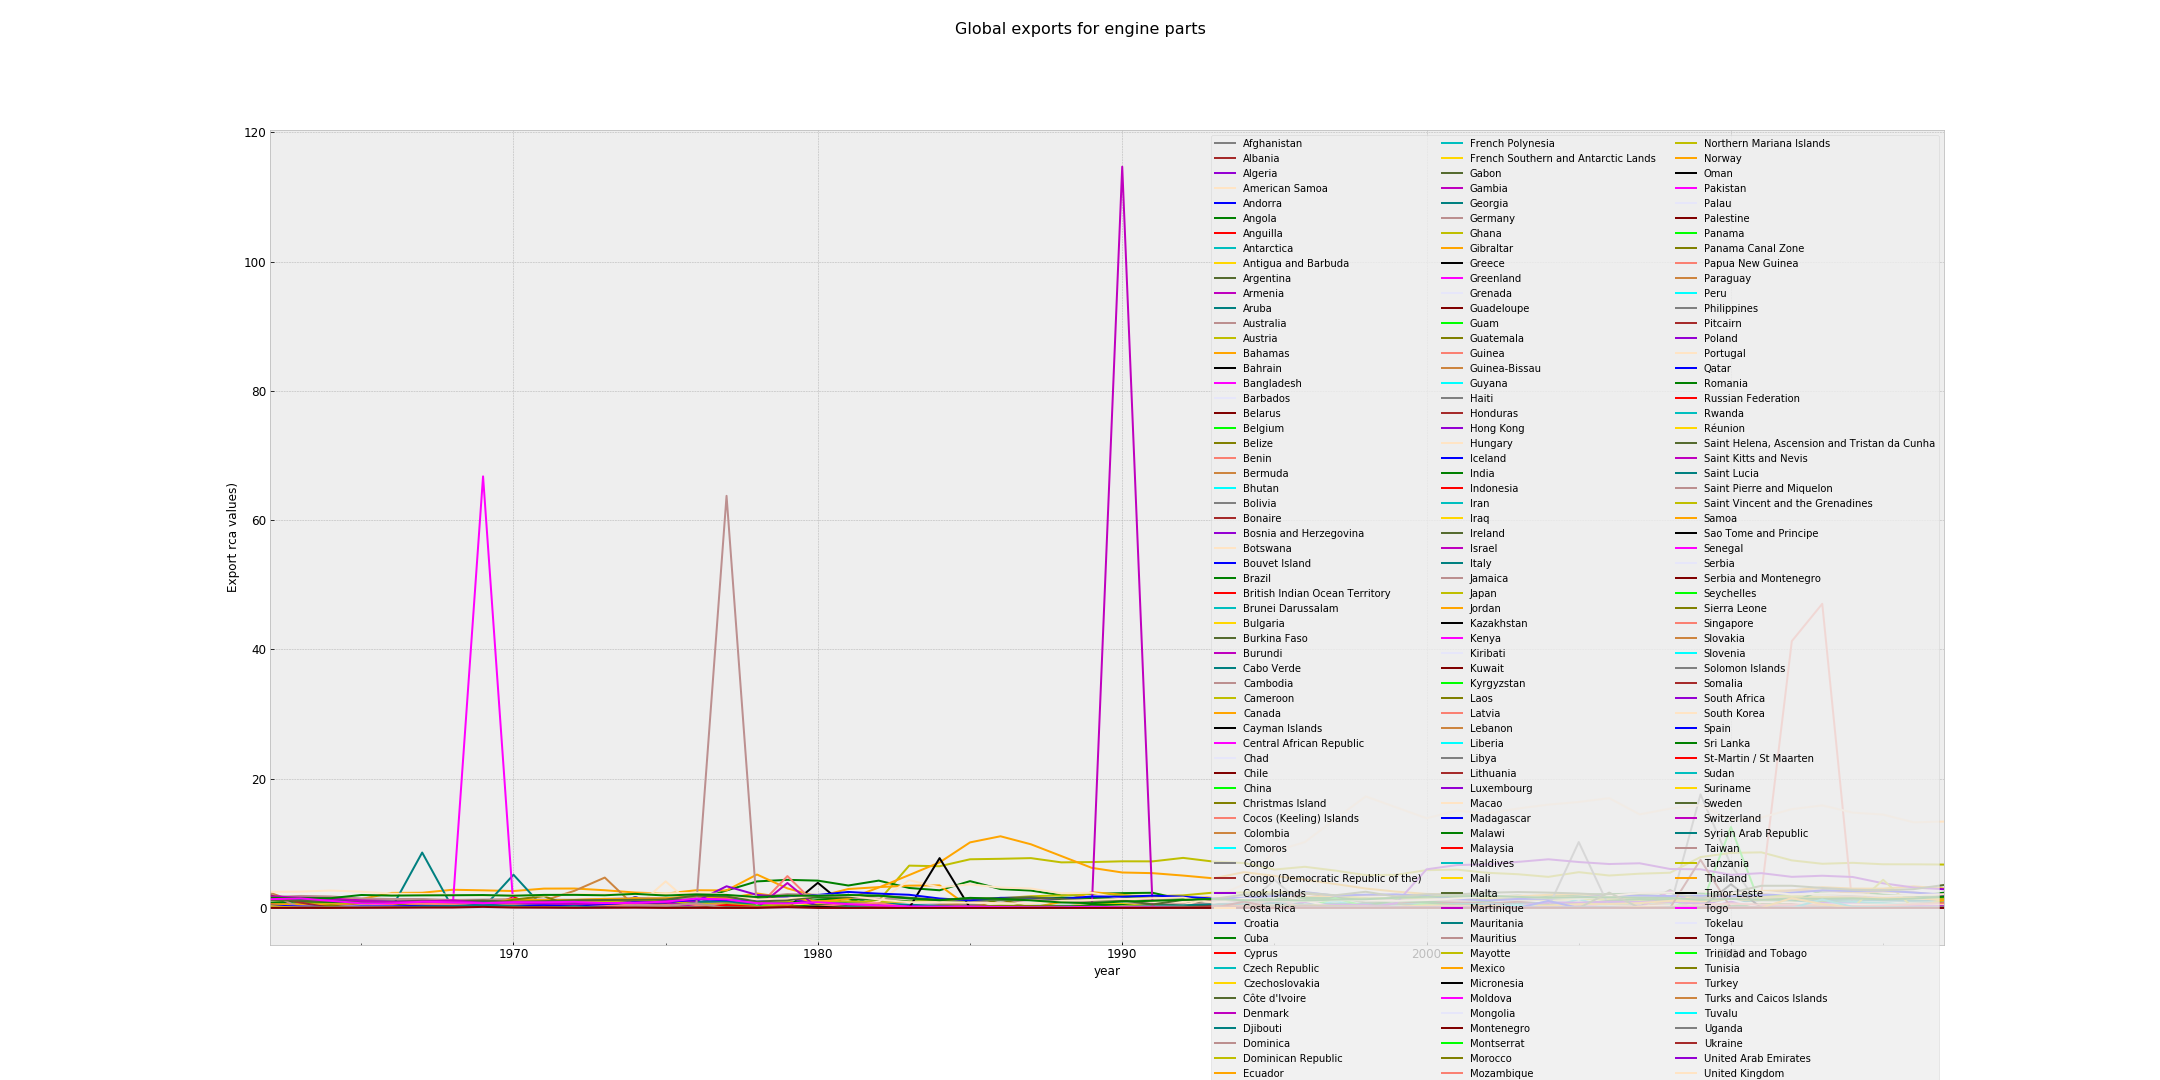 Global exports for engine parts
120
100
80
60
40
20
0
Export rca values)
1970
1980
1990
2000
year
Afghanistan
Albania
Algeria
American Samoa
Andorra
Angola
Anguilla
Antarctica
Antigua and Barbuda
Argentina
Armenia
Aruba
Australia
Austria
Bahamas
Bahrain
Bangladesh
Barbados
Belarus
Belgium
Belize
Benin
Bermuda
Bhutan
Bolivia
Bonaire
Bosnia and Herzegovina
Botswana
Bouvet Island
Brazil
British Indian Ocean Territory
Brunei Darussalam
Bulgaria
Burkina Faso
Burundi
Cabo Verde
Cambodia
Cameroon
Canada
Cayman Islands
Central African Republic
Chad
Chile
China
Christmas Island
Cocos (Keeling) Islands
Colombia
Comoros
Congo
Congo (Democratic Republic of the)
Cook Islands
Costa Rica
Croatia
Cuba
Cyprus
Czech Republic
Czechoslovakia
Côte d'Ivoire
Denmark
Djibouti
Dominica
Dominican Republic
Ecuador
French Polynesia
French Southern and Antarctic Lands
Gabon
Gambia
Georgia
Germany
Ghana
Gibraltar
Greece
Greenland
Grenada
Guadeloupe
Guam
Guatemala
Guinea
Guinea-Bissau
Guyana
Haiti
Honduras
Hong Kong
Hungary
Iceland
India
Indonesia
Iran
Iraq
Ireland
Israel
Italy
Jamaica
Japan
Jordan
Kazakhstan
Kenya
Kiribati
Kuwait
Kyrgyzstan
Laos
Latvia
Lebanon
Liberia
Libya
Lithuania
Luxembourg
Macao
Madagascar
Malawi
Malaysia
Maldives
Mali
Malta
Martinique
Mauritania
Mauritius
Mayotte
Mexico
Micronesia
Moldova
Mongolia
Montenegro
Montserrat
Morocco
Mozambique
Northern Mariana Islands
Norway
Oman
Pakistan
Palau
Palestine
Panama
Panama Canal Zone
Papua New Guinea
Paraguay
Peru
Philippines
Pitcairn
Poland
Portugal
Qatar
Romania
Russian Federation
Rwanda
Réunion
Saint Helena, Ascension and Tristan da Cunha
Saint Kitts and Nevis
Saint Lucia
Saint Pierre and Miquelon
Saint Vincent and the Grenadines
Samoa
Sao Tome and Principe
Senegal
Serbia
Serbia and Montenegro
Seychelles
Sierra Leone
Singapore
Slovakia
Slovenia
Solomon Islands
Somalia
South Africa
South Korea
Spain
Sri Lanka
St-Martin / St Maarten
Sudan
Suriname
Sweden
Switzerland
Syrian Arab Republic
Taiwan
Tanzania
Thailand
Timor-Leste
Togo
Tokelau
Tonga
Trinidad and Tobago
Tunisia
Turkey
Turks and Caicos Islands
Tuvalu
Uganda
Ukraine
United Arab Emirates
United Kingdom